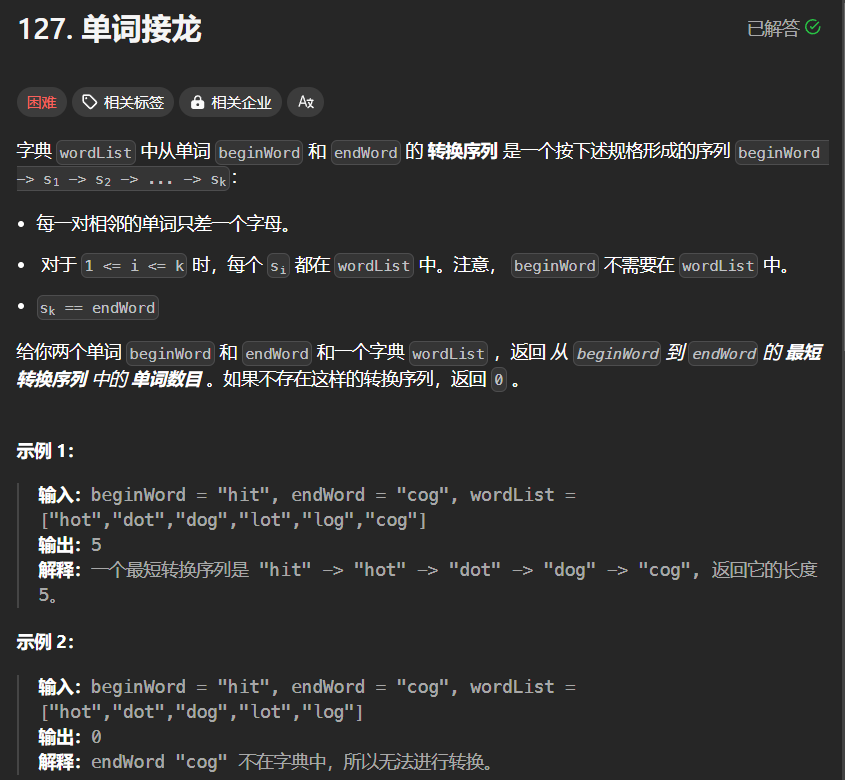 127. 单词接龙
已解答
困难 相关标签 相关企业 Aא
字典 wordList 中从单词 beginWord 和 endWord 的 转换序列 是一个按下述规格形成的序列 beginWord
-> s1 -> s2 -> ... -> sk：
• 每一对相邻的单词只差一个字母。
• 对于 1 <= i <= k 时，每个 si 都在 wordList 中。注意， beginWord 不需要在 wordList 中。
• sk == endWord
给你两个单词 beginWord 和 endWord 和一个字典 wordList ，返回 从 beginWord 到 endWord 的 最短
转换序列 中的 单词数目 。如果不存在这样的转换序列，返回 0 。
示例 1：
输入：beginWord = "hit", endWord = "cog", wordList =
["hot","dot","dog","lot","log","cog"]
输出：5
解释：一个最短转换序列是 "hit" -> "hot" -> "dot" -> "dog" -> "cog", 返回它的长度
5。
示例 2：
输入：beginWord = "hit", endWord = "cog", wordList =
["hot","dot","dog","lot","log"]
输出：0
解释：endWord "cog" 不在字典中，所以无法进行转换。